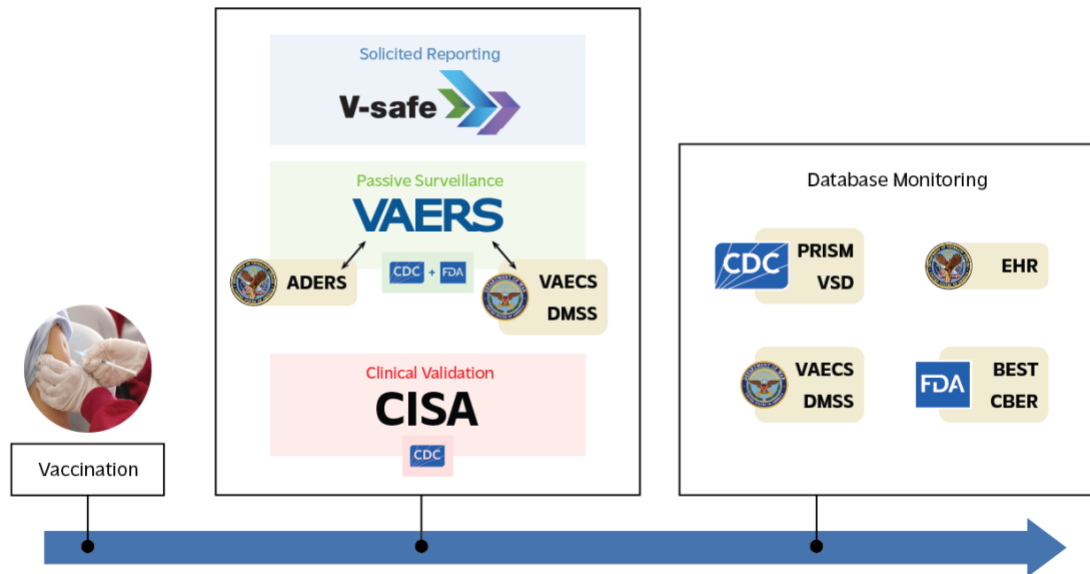 Solicited Reporting
V-safe
Passive Surveillance
VAERS
CDC + FDA
ADERS
VAECS
DMSS
Clinical Validation
CISA
CDC
Vaccination
Database Monitoring
CDC
PRISM
VSD
EHR
VAECS
DMSS
FDA
BEST
CBER